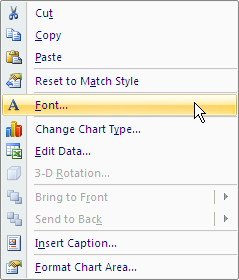 Cut
Copy
Paste
Reset to Match Style
Font...
Change Chart Type...
Edit Data...
3-D Rotation...
Bring to Front
Send to Back
Insert Caption...
Format Chart Area...